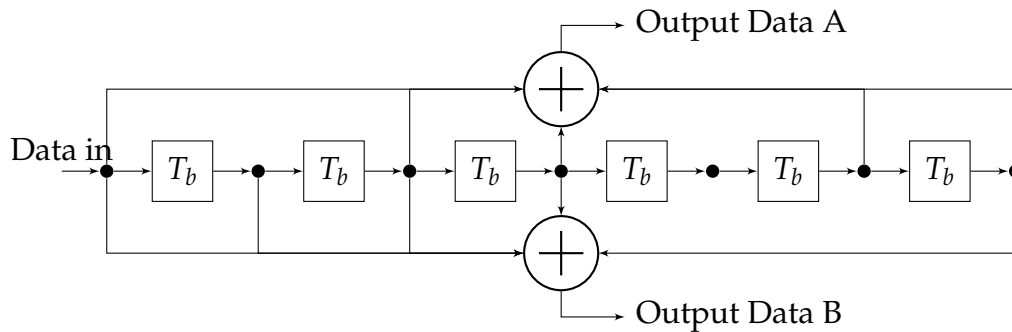 Output Data A
Data in
T_b T_b T_b T_b T_b T_b
Output Data B